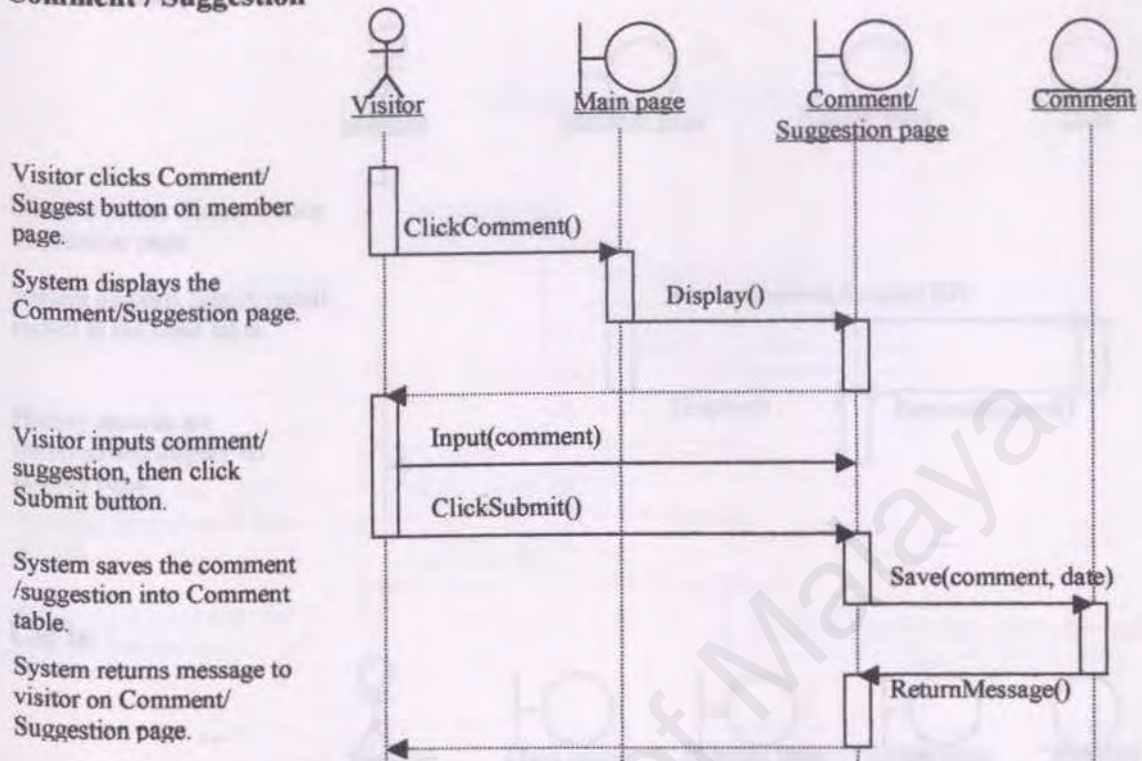 Comment / Suggestion
Visitor
Main page
Comment/
Suggestion page
Comment
Visitor clicks Comment/
Suggest button on member
page.
ClickComment()
System displays the
Comment/Suggestion page.
Display()
Visitor inputs comment/
suggestion, then click
Submit button.
Input(comment)
ClickSubmit()
System saves the comment
/suggestion into Comment
table.
Save(comment, date)
System returns message to
visitor on Comment/
Suggestion page.
ReturnMessage()
of Malaya